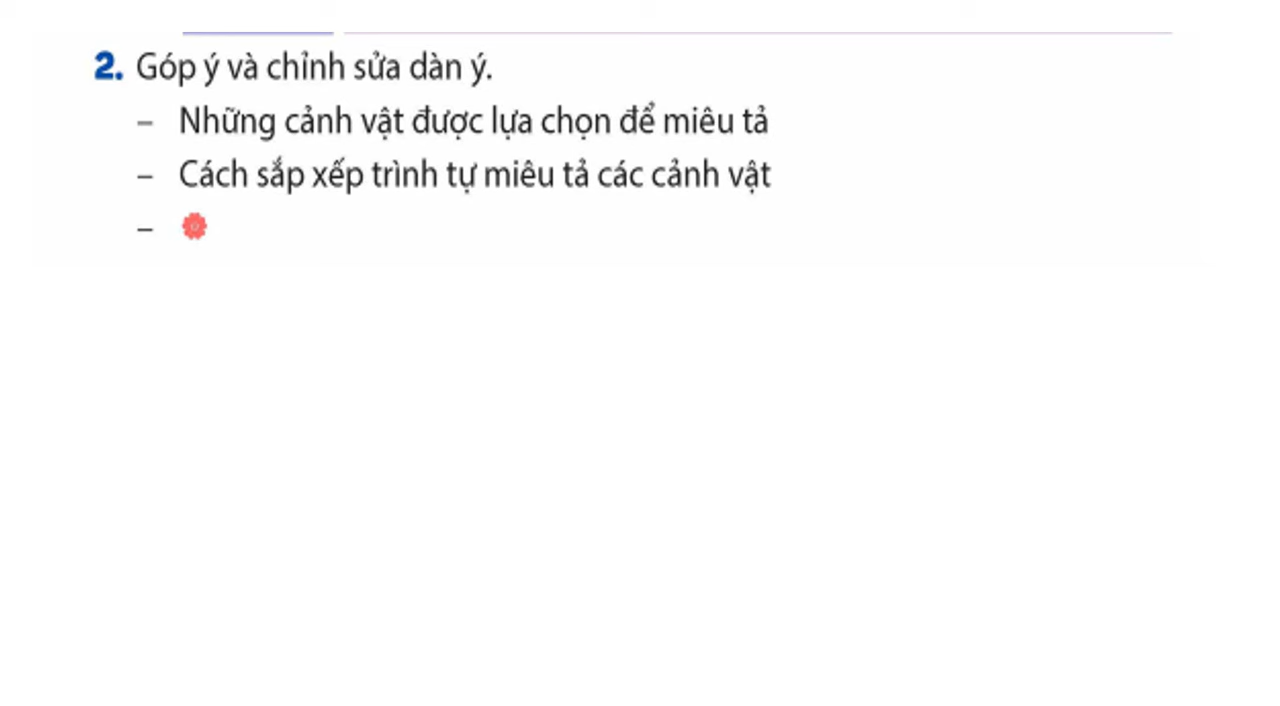 2. Góp ý và chỉnh sửa dàn ý.
– Những cảnh vật được lựa chọn để miêu tả
– Cách sắp xếp trình tự miêu tả các cảnh vật
–